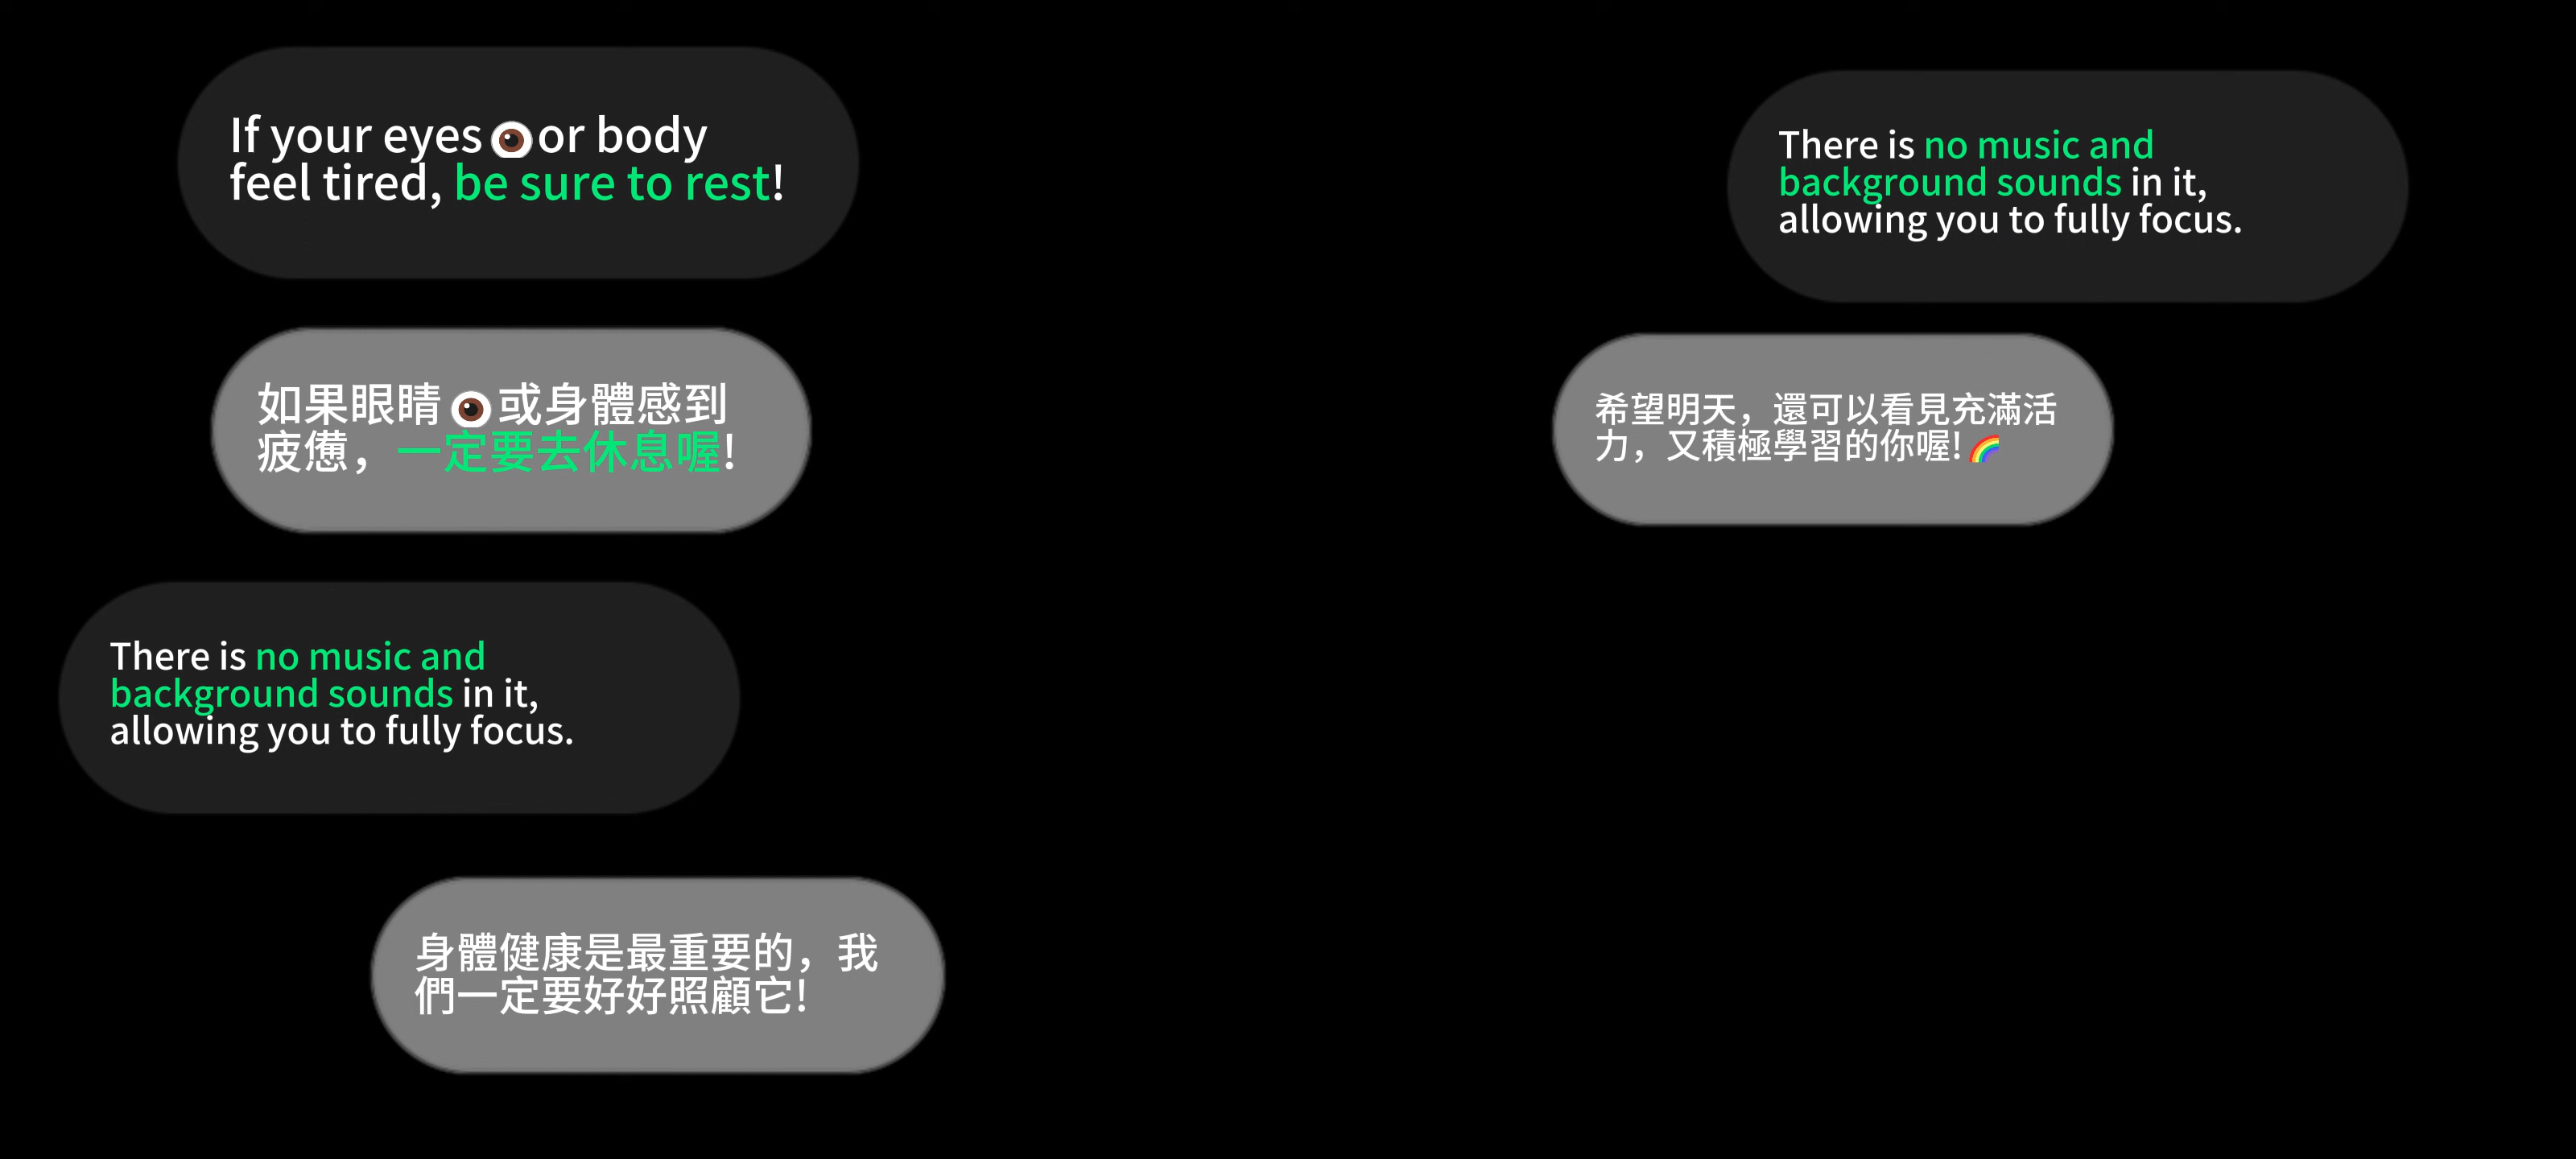 If your eyes 👁️ or body
feel tired, be sure to rest!
如果眼睛👁️或身體感到
疲憊，一定要去休息喔！
There is no music and
background sounds in it,
allowing you to fully focus.
身體健康是最重要的，我
們一定要好好照顧它！
There is no music and
background sounds in it,
allowing you to fully focus.
希望明天，還可以看見充滿活
力，又積極學習的你喔！🌈